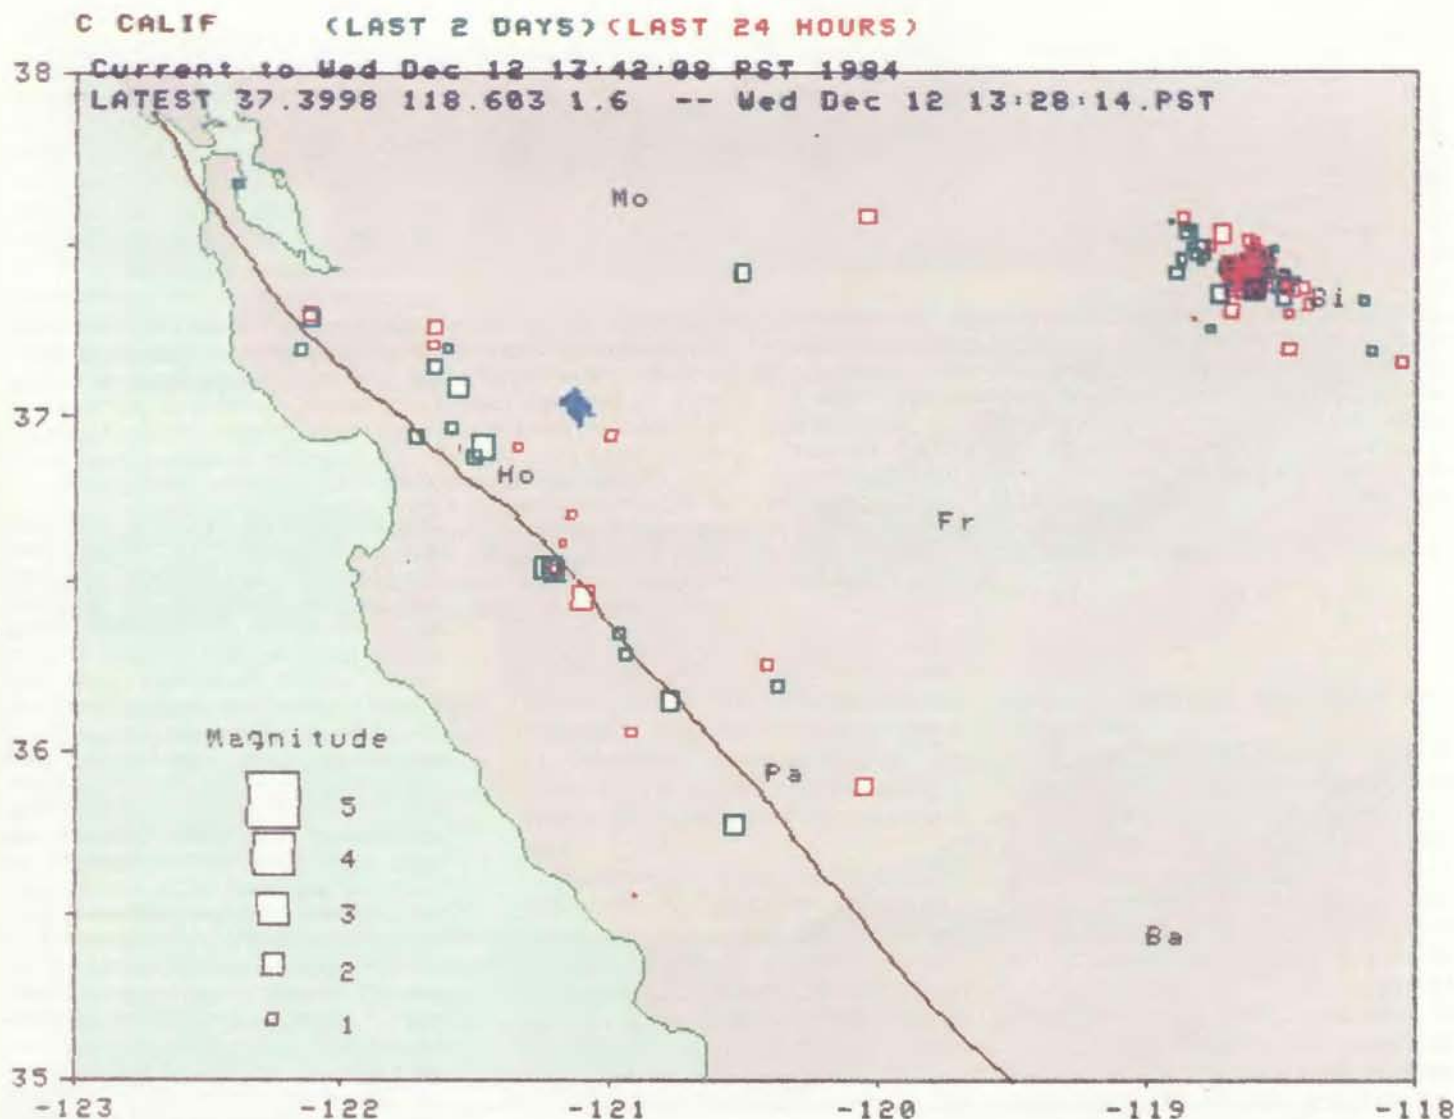 C CALIF (LAST 2 DAYS) (LAST 24 HOURS)
38
Current to Wed Dec 12 13:42:08 PST 1984
LATEST 37.3998 118.603 1.6 -- Wed Dec 12 13:28:14.PST
Mo
Bi
37
Ho
Fr
36
Magnitude
Pa
5
4
3
Ba
2
1
35
-123 -122 -121 -120 -119 -118